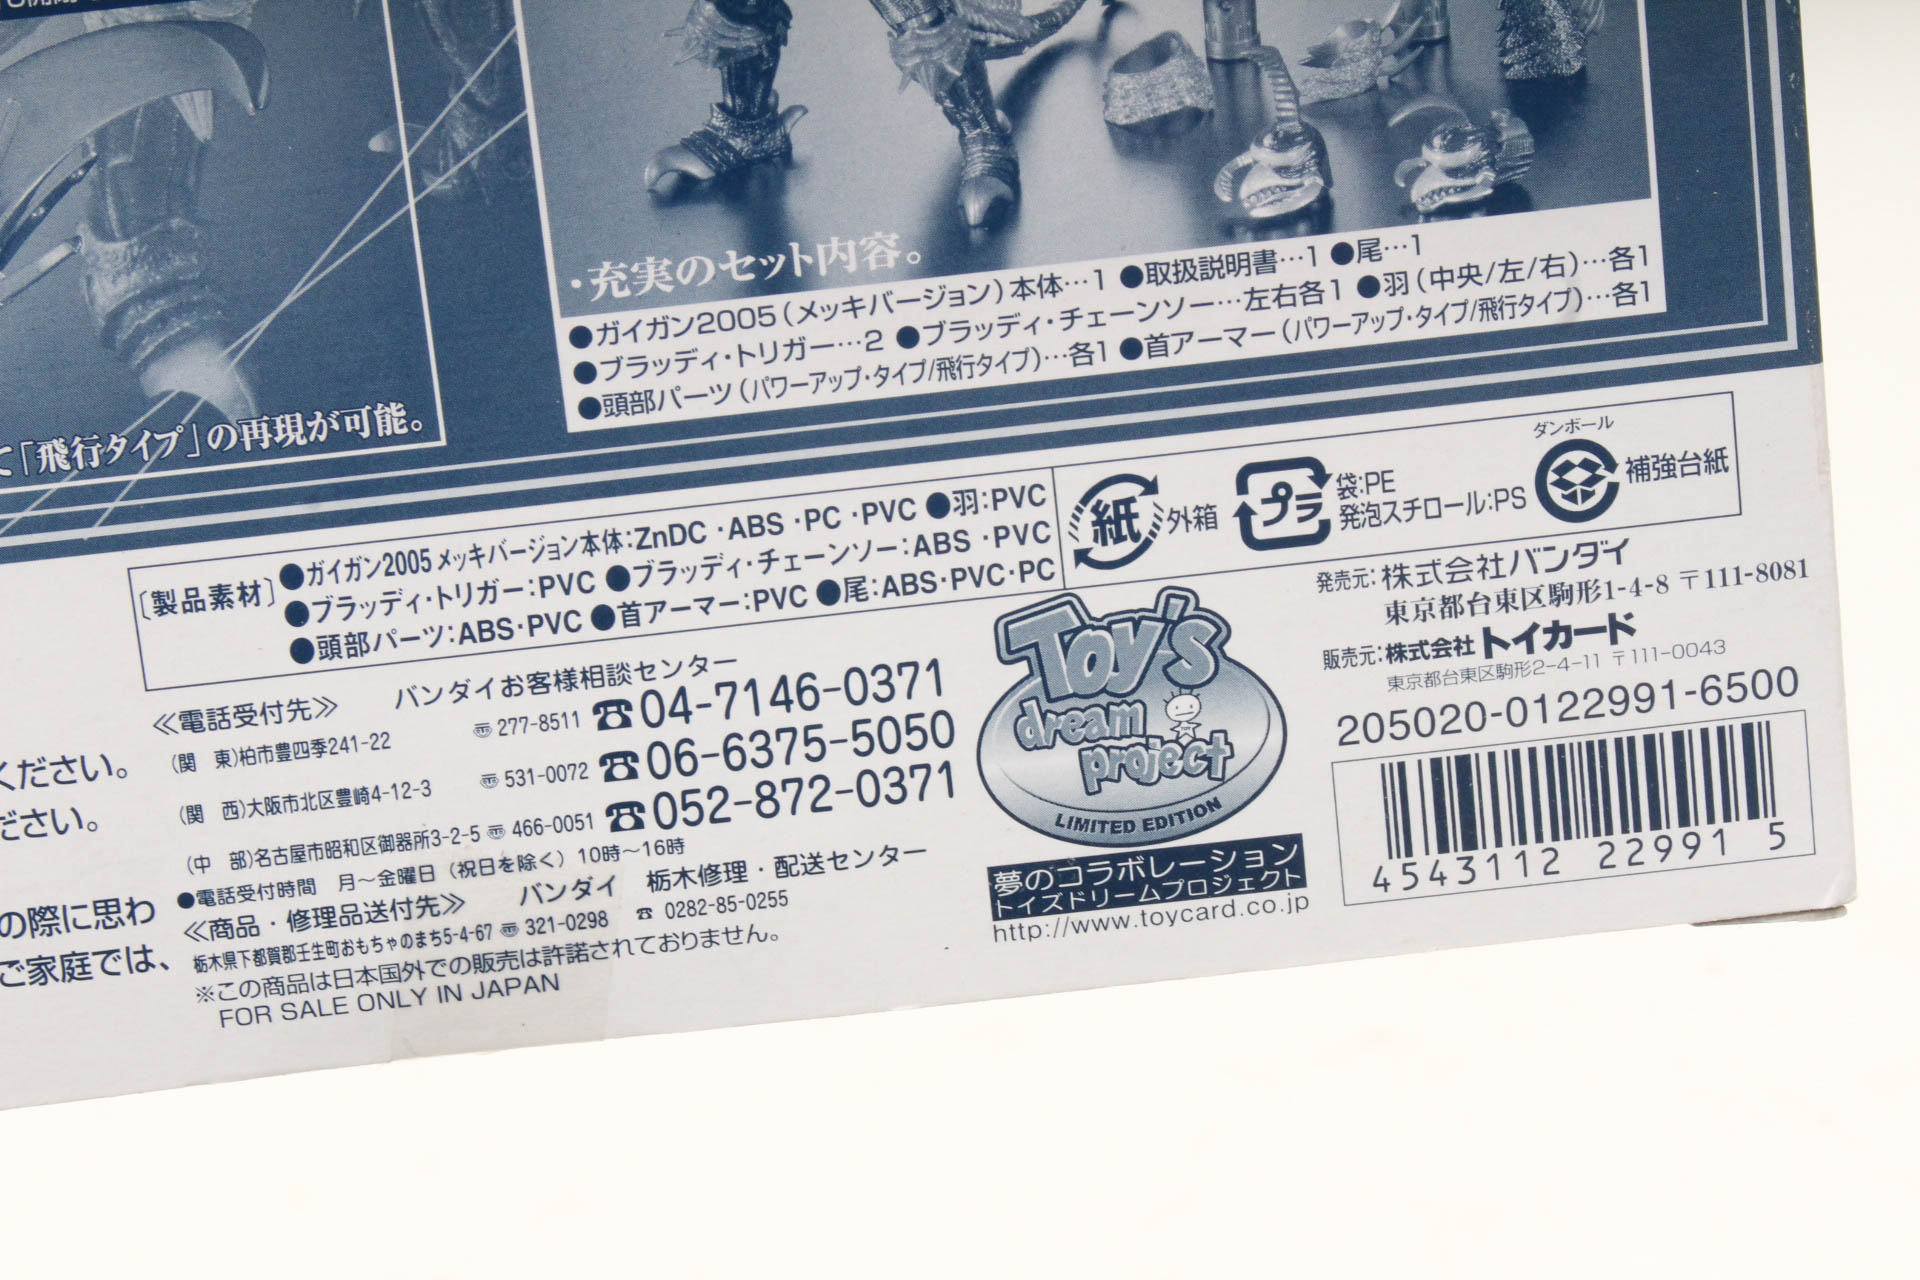 ・充実のセット内容。
●ガイガン2005(メッキバージョン)本体…1 ●取扱説明書…1 ●尾…1
●ブラッディ・トリガー…2 ●ブラッディ・チェーンソー…左右各1 ●羽(中央/左/右)…各1
●頭部パーツ(パワーアップ・タイプ/飛行タイプ)…各1 ●首アーマー(パワーアップ・タイプ/飛行タイプ)…各1
て「飛行タイプ」の再現が可能。
〔製品素材〕
●ガイガン2005メッキバージョン本体:ZnDC・ABS・PC・PVC ●羽:PVC
●ブラッディ・トリガー:PVC ●ブラッディ・チェーンソー:ABS・PVC
●頭部パーツ:ABS・PVC ●首アーマー:PVC ●尾:ABS・PVC・PC
紙 外箱
プラ 袋:PE
発泡スチロール:PS
ダンボール
補強台紙
≪電話受付先≫ バンダイお客様相談センター
(関 東)柏市豊四季241-22 〒277-8511 ☎04-7146-0371
(関 西)大阪市北区豊崎4-12-3 〒531-0072 ☎06-6375-5050
(中 部)名古屋市昭和区御器所3-2-5 〒466-0051 ☎052-872-0371
●電話受付時間 月〜金曜日(祝日を除く)10時〜16時
≪商品・修理品送付先≫ バンダイ 栃木修理・配送センター
栃木県下都賀郡壬生町おもちゃのまち5-4-67 〒321-0298 ☎ 0282-85-0255
※この商品は日本国外での販売は許諾されておりません。
FOR SALE ONLY IN JAPAN
ください。
ださい。
の際に思わ
ご家庭では、
Toy's
dream
project
LIMITED EDITION
夢のコラボレーション
トイズドリームプロジェクト
http://www.toycard.co.jp
発売元:株式会社バンダイ
東京都台東区駒形1-4-8 〒111-8081
販売元:株式会社トイカード
東京都台東区駒形2-4-11 〒111-0043
205020-0122991-6500
4543112 22991 5